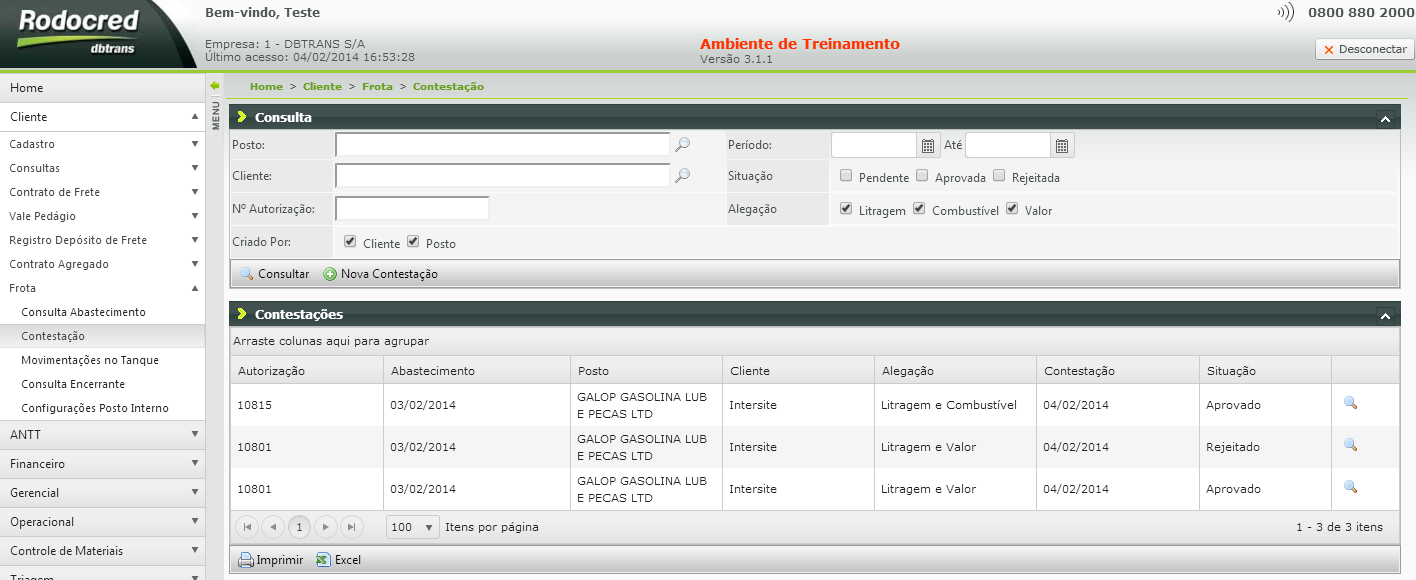 Rodocred
dbtrans
Bem-vindo, Teste
0800 880 2000
Empresa: 1 - DBTRANS S/A
Último acesso: 04/02/2014 16:53:28
Ambiente de Treinamento
Versão 3.1.1
Desconectar
Home
Cliente
Cadastro
Consultas
Contrato de Frete
Vale Pedágio
Registro Depósito de Frete
Contrato Agregado
Frota
Consulta Abastecimento
Contestação
Movimentações no Tanque
Consulta Encerrante
Configurações Posto Interno
ANTT
Financeiro
Gerencial
Operacional
Controle de Materiais
Triagem
MENU
Home > Cliente > Frota > Contestação
Consulta
Posto: Período: Até
Cliente: Situação Pendente Aprovada Rejeitada
Nº Autorização: Alegação Litragem Combustível Valor
Criado Por: Cliente Posto
Consultar Nova Contestação
Contestações
Arraste colunas aqui para agrupar
Autorização Abastecimento Posto Cliente Alegação Contestação Situação
10815 03/02/2014 GALOP GASOLINA LUB Intersite Litragem e Combustível 04/02/2014 Aprovado
E PECAS LTD
10801 03/02/2014 GALOP GASOLINA LUB Intersite Litragem e Valor 04/02/2014 Rejeitado
E PECAS LTD
10801 03/02/2014 GALOP GASOLINA LUB Intersite Litragem e Valor 04/02/2014 Aprovado
E PECAS LTD
1 100 Itens por página 1 - 3 de 3 itens
Imprimir Excel